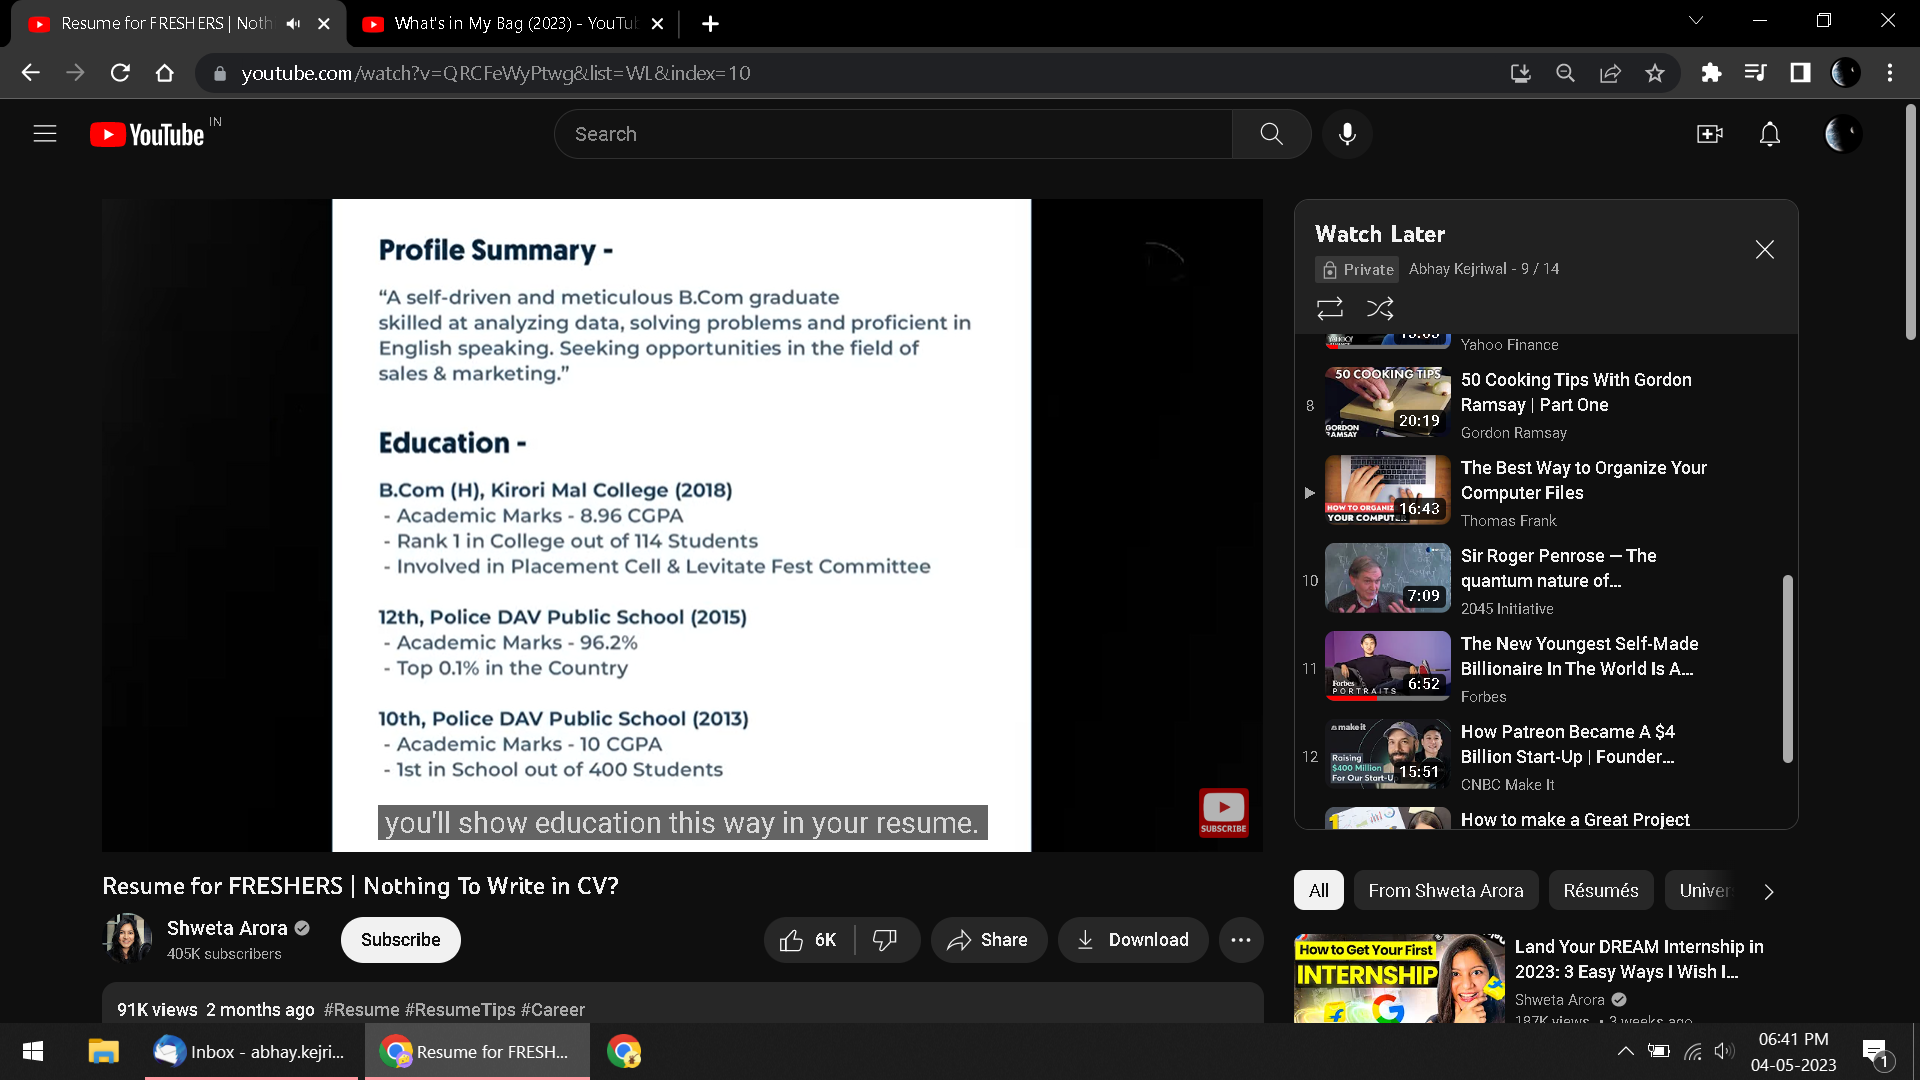 Resume for FRESHERS | Noth
What's in My Bag (2023) - YouTub
youtube.com/watch?v=QRCFeWyPtwg&list=WL&index=10
YouTube IN
Search
Profile Summary -
“A self-driven and meticulous B.Com graduate
skilled at analyzing data, solving problems and proficient in
English speaking. Seeking opportunities in the field of
sales & marketing.”
Education -
B.Com (H), Kirori Mal College (2018)
- Academic Marks - 8.96 CGPA
- Rank 1 in College out of 114 Students
- Involved in Placement Cell & Levitate Fest Committee
12th, Police DAV Public School (2015)
- Academic Marks - 96.2%
- Top 0.1% in the Country
10th, Police DAV Public School (2013)
- Academic Marks - 10 CGPA
- 1st in School out of 400 Students
you'll show education this way in your resume.
SUBSCRIBE
Resume for FRESHERS | Nothing To Write in CV?
Shweta Arora
405K subscribers
Subscribe
6K
Share
Download
91K views 2 months ago #Resume #ResumeTips #Career
Watch Later
Private Abhay Kejriwal - 9 / 14
Yahoo Finance
8
50 COOKING TIPS
GORDON
RAMSAY
20:19
50 Cooking Tips With Gordon
Ramsay | Part One
Gordon Ramsay
HOW TO ORGANIZ
YOUR COMPUTE
16:43
The Best Way to Organize Your
Computer Files
Thomas Frank
10
7:09
Sir Roger Penrose — The
quantum nature of...
2045 Initiative
11
Forbes
PORTRAITS
6:52
The New Youngest Self-Made
Billionaire In The World Is A...
Forbes
12
make it
Raising
$400 Million
For Our Start-U
15:51
How Patreon Became A $4
Billion Start-Up | Founder...
CNBC Make It
How to make a Great Project
All
From Shweta Arora
Résumés
Univer
How to Get Your First
INTERNSHIP
Land Your DREAM Internship in
2023: 3 Easy Ways I Wish I...
Shweta Arora
187K views • 3 weeks ago
Inbox - abhay.kejri...
Resume for FRESH...
06:41 PM
04-05-2023
1